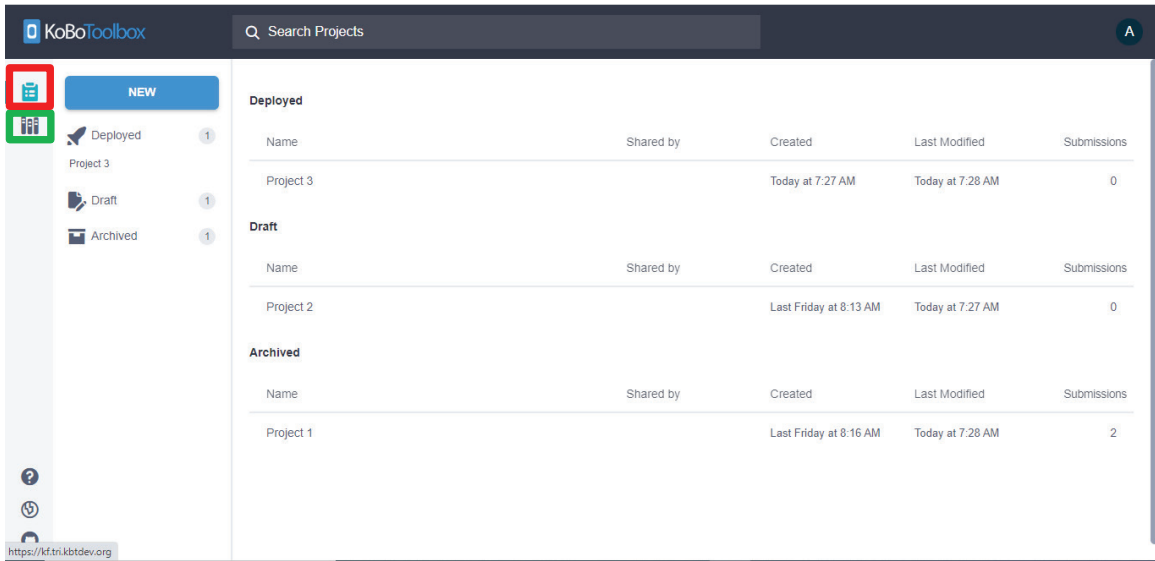 KoBoToolbox
Search Projects
A
NEW
Deployed 1
Project 3
Draft 1
Archived 1
Deployed
Name Shared by Created Last Modified Submissions
Project 3 Today at 7:27 AM Today at 7:28 AM 0
Draft
Name Shared by Created Last Modified Submissions
Project 2 Last Friday at 8:13 AM Today at 7:27 AM 0
Archived
Name Shared by Created Last Modified Submissions
Project 1 Last Friday at 8:16 AM Today at 7:28 AM 2
https://kf.tri.kbtdev.org